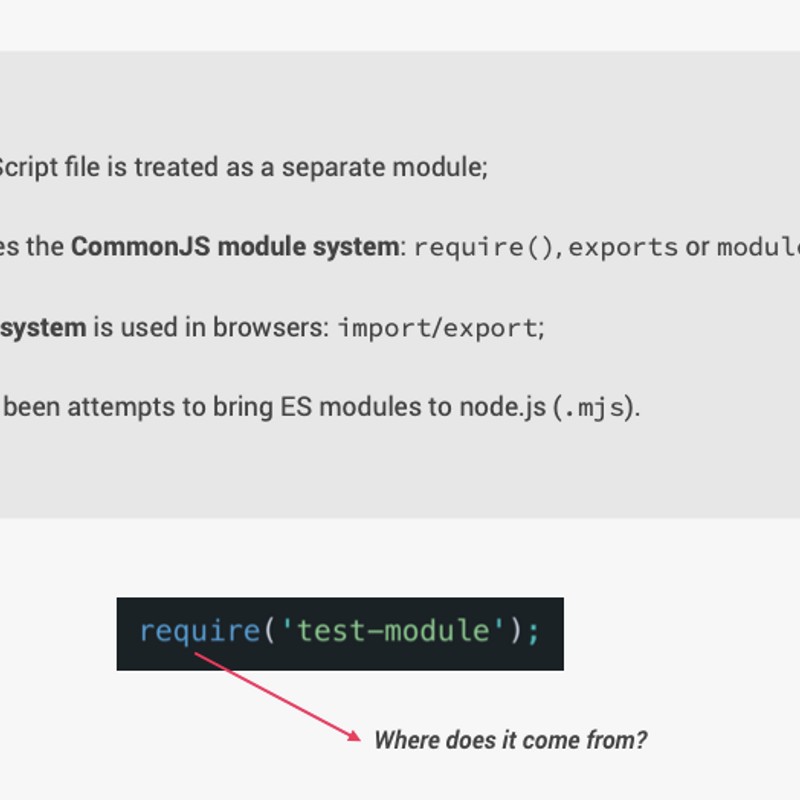 Script file is treated as a separate module;
es the CommonJS module system: require(), exports or module
system is used in browsers: import/export;
been attempts to bring ES modules to node.js (.mjs).
require('test-module');
Where does it come from?